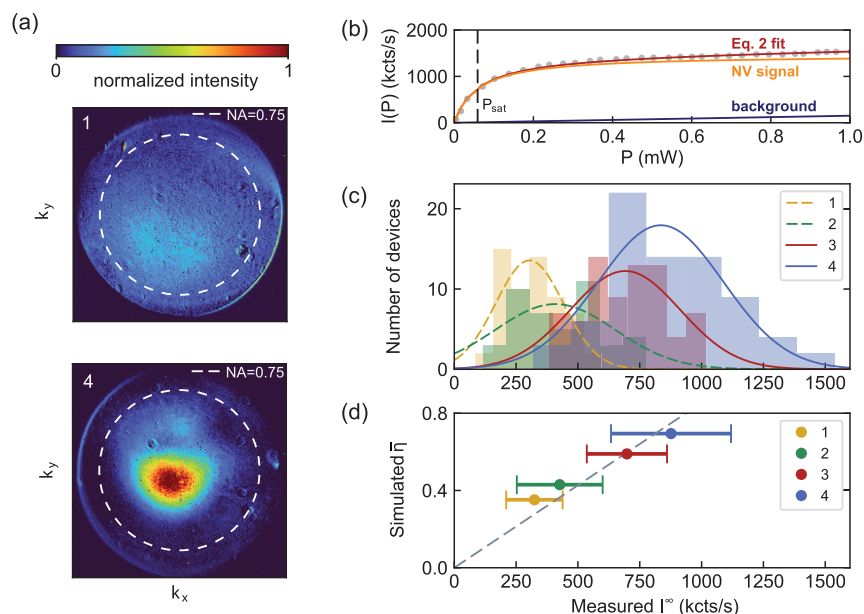 (a)
0
1
normalized intensity
1
NA=0.75
k_y
4
NA=0.75
k_y
k_x
(b)
I(P) (kcts/s)
2000
1000
0
Eq. 2 fit
NV signal
background
P_sat
0
0.2
0.4
0.6
0.8
1.0
P (mW)
(c)
Number of devices
20
10
0
1
2
3
4
0
250
500
750
1000
1250
1500
(d)
Simulated η̅
0.8
0.4
0.0
1
2
3
4
0
250
500
750
1000
1250
1500
Measured I^∞ (kcts/s)